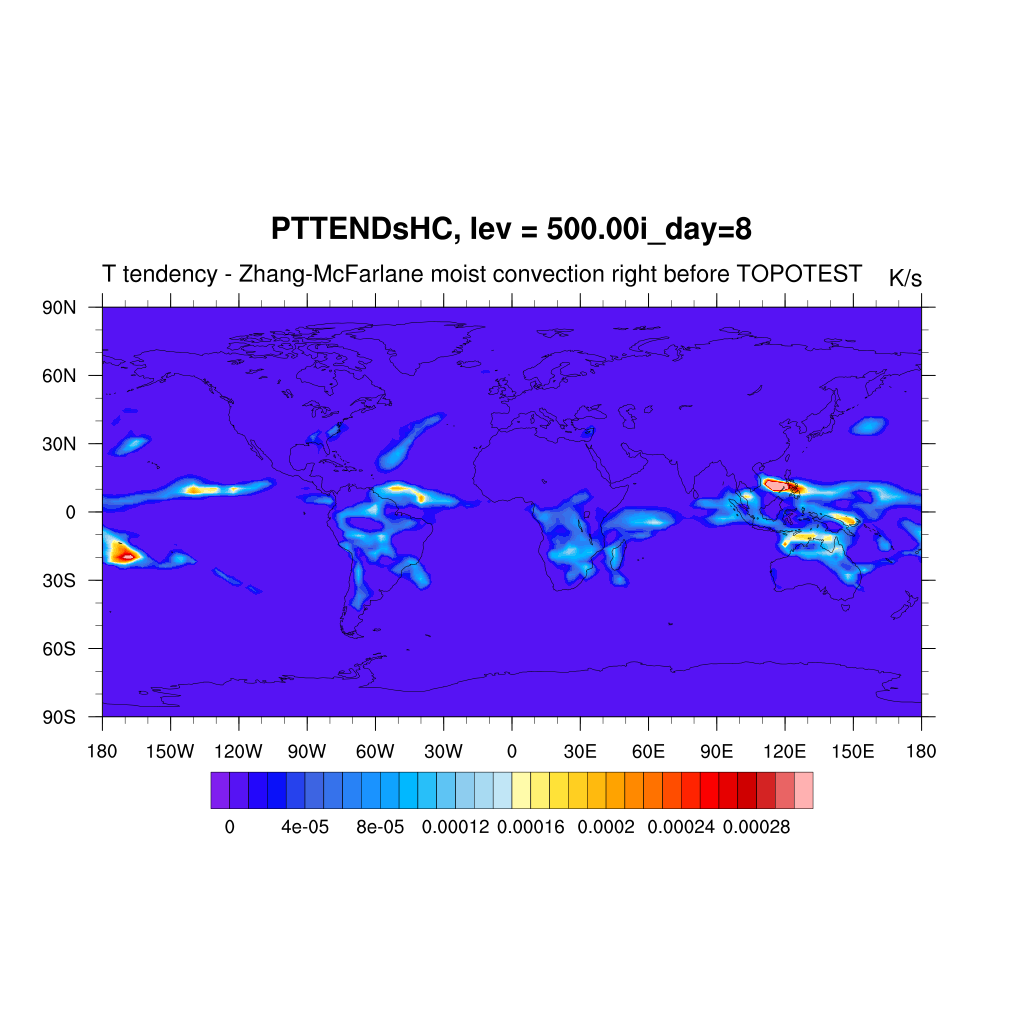 PTTENDsHC, lev = 500.00i_day=8
T tendency - Zhang-McFarlane moist convection right before TOPOTEST K/s
90N
60N
30N
0
30S
60S
90S
180 150W 120W 90W 60W 30W 0 30E 60E 90E 120E 150E 180
0 4e-05 8e-05 0.00012 0.00016 0.0002 0.00024 0.00028